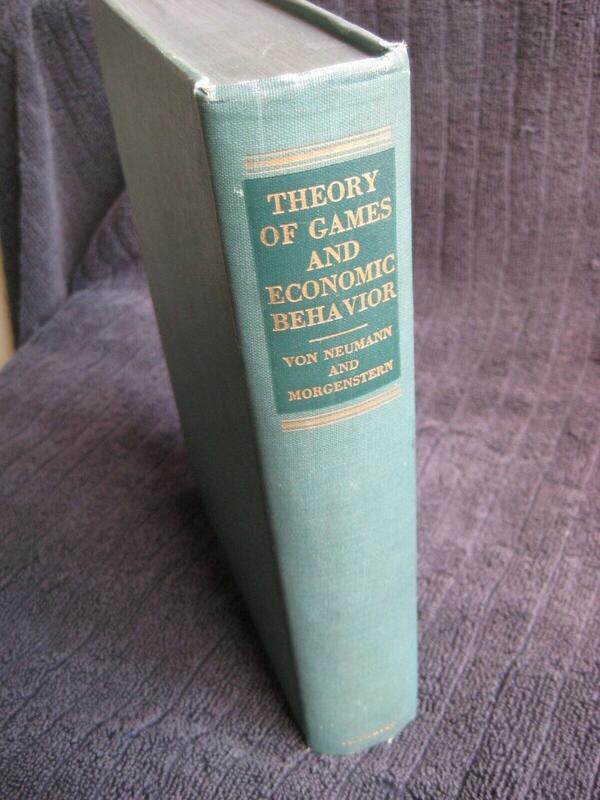 THEORY
OF GAMES
AND
ECONOMIC
BEHAVIOR
VON NEUMANN
AND
MORGENSTERN